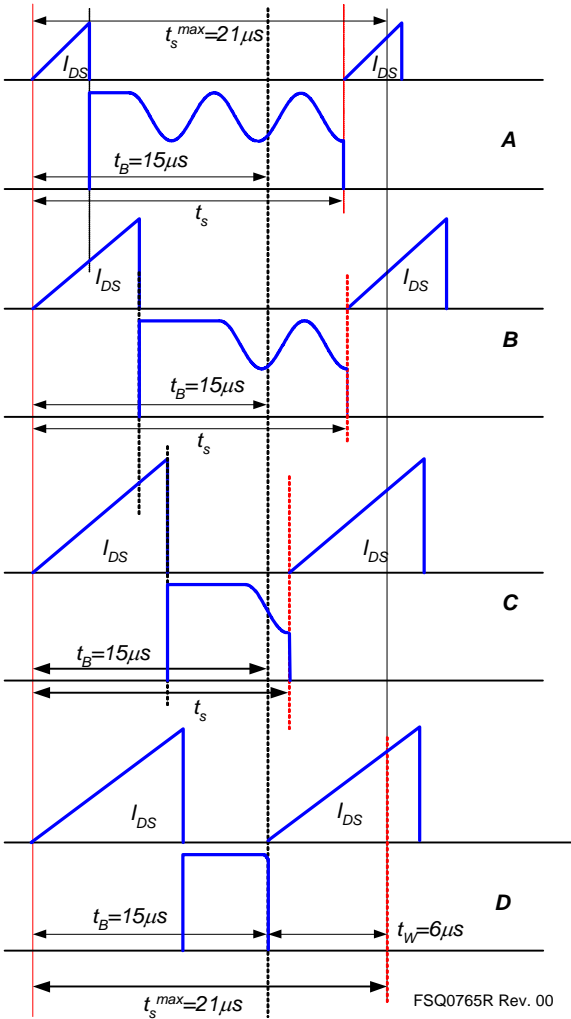 t_s^max=21μs
I_DS I_DS
A
t_B=15μs
t_s
I_DS I_DS
B
t_B=15μs
t_s
I_DS I_DS
C
t_B=15μs
t_s
I_DS I_DS
D
t_B=15μs t_W=6μs
t_s^max=21μs
FSQ0765R Rev. 00